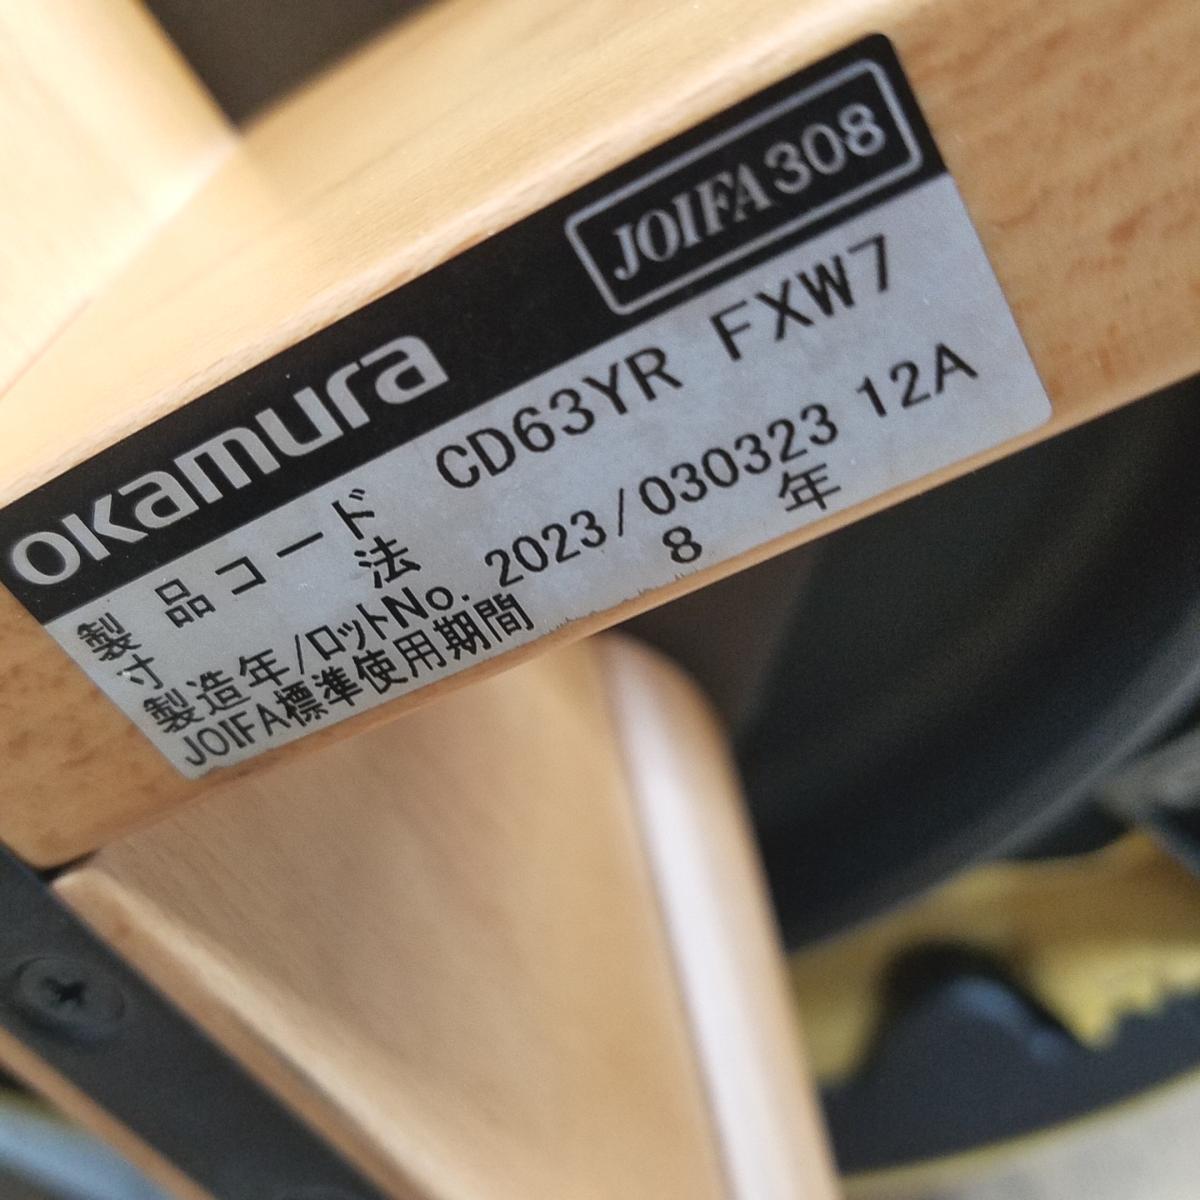 okamura JOIFA308
製品コード CD63YR FXW7
寸法
製造年/ロットNo. 2023/030323 12A
JOIFA標準使用期間 8年